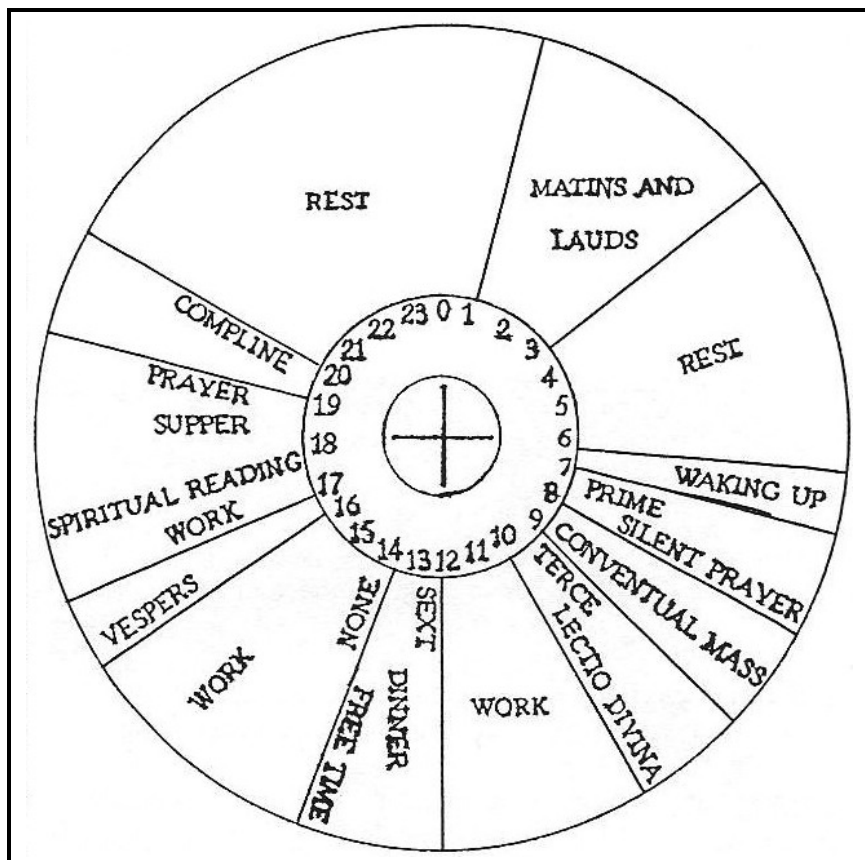 REST
MATINS AND
LAUDS
REST
WAKING UP
PRIME
SILENT PRAYER
CONVENTUAL MASS
TERCE
LECTIO DIVINA
WORK
SEXT
DINNER
NONE
FREE TIME
WORK
VESPERS
WORK
SPIRITUAL READING
SUPPER
PRAYER
COMPLINE
0
1
2
3
4
5
6
7
8
9
10
11
12
13
14
15
16
17
18
19
20
21
22
23